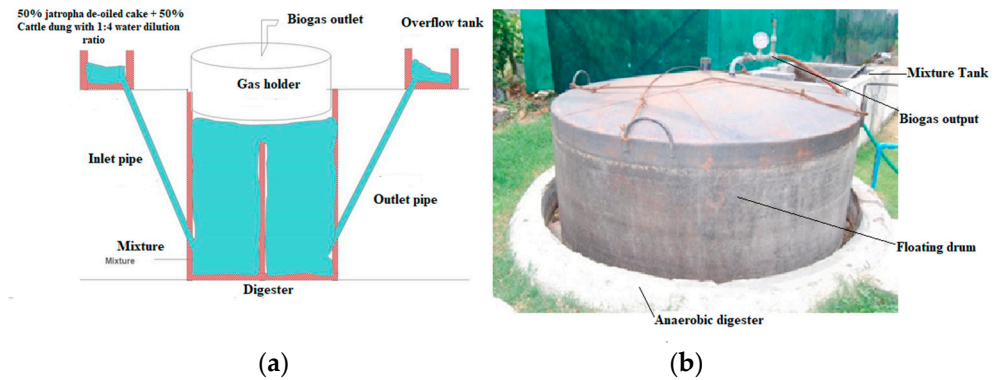 50% jatropha de-oiled cake + 50%
Cattle dung with 1:4 water dilution
ratio
Biogas outlet
Overflow tank
Gas holder
Inlet pipe
Outlet pipe
Mixture
Mixture
Digester
(a)
Mixture Tank
Biogas output
Floating drum
Anaerobic digester
(b)